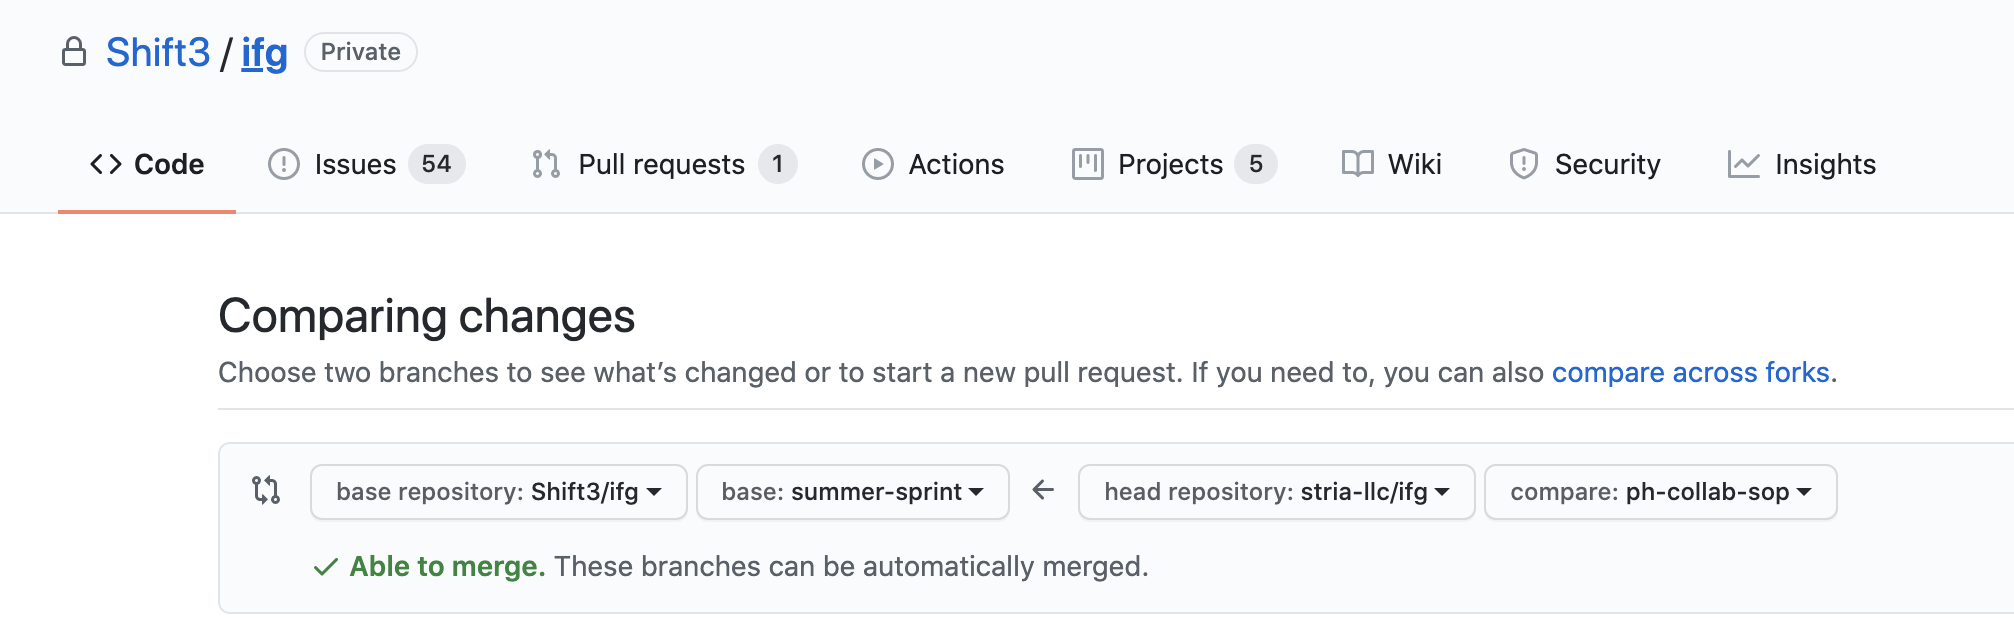 Shift3 / ifg Private
Code Issues 54 Pull requests 1 Actions Projects 5 Wiki Security Insights
Comparing changes
Choose two branches to see what’s changed or to start a new pull request. If you need to, you can also compare across forks.
base repository: Shift3/ifg base: summer-sprint ← head repository: stria-llc/ifg compare: ph-collab-sop
Able to merge. These branches can be automatically merged.